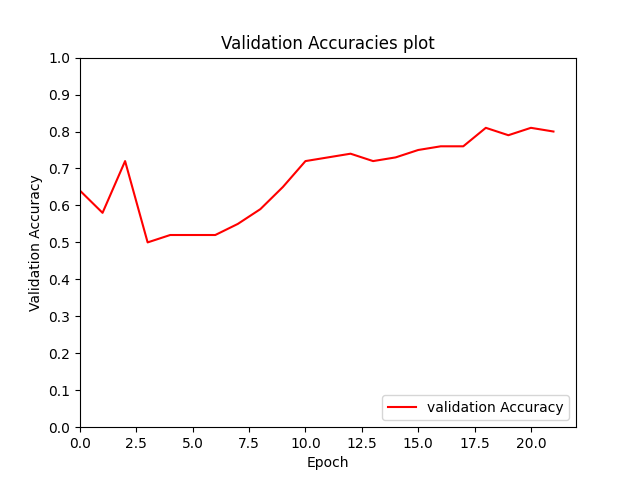 Validation Accuracies plot
1.0
0.9
0.8
0.7
0.6
0.5
0.4
0.3
0.2
0.1
0.0
Validation Accuracy
validation Accuracy
0.0 2.5 5.0 7.5 10.0 12.5 15.0 17.5 20.0
Epoch